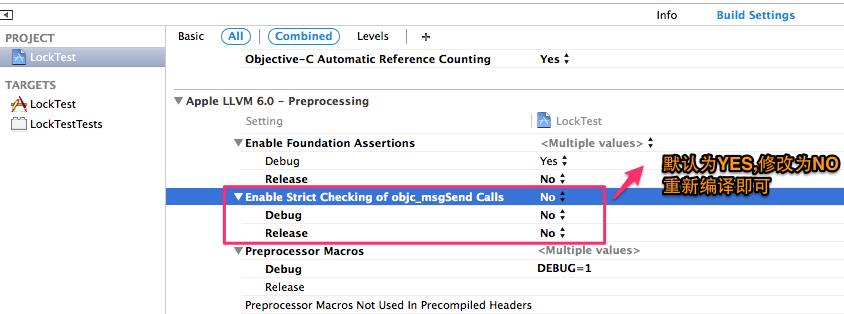 Info Build Settings
Basic All Combined Levels +
PROJECT
LockTest
Objective-C Automatic Reference Counting Yes
TARGETS
LockTest
LockTestTests
Apple LLVM 6.0 - Preprocessing
Setting LockTest
Enable Foundation Assertions <Multiple values>
Debug Yes
Release No
默认为YES,修改为NO
重新编译即可
Enable Strict Checking of objc_msgSend Calls No
Debug No
Release No
Preprocessor Macros <Multiple values>
Debug DEBUG=1
Release
Preprocessor Macros Not Used In Precompiled Headers